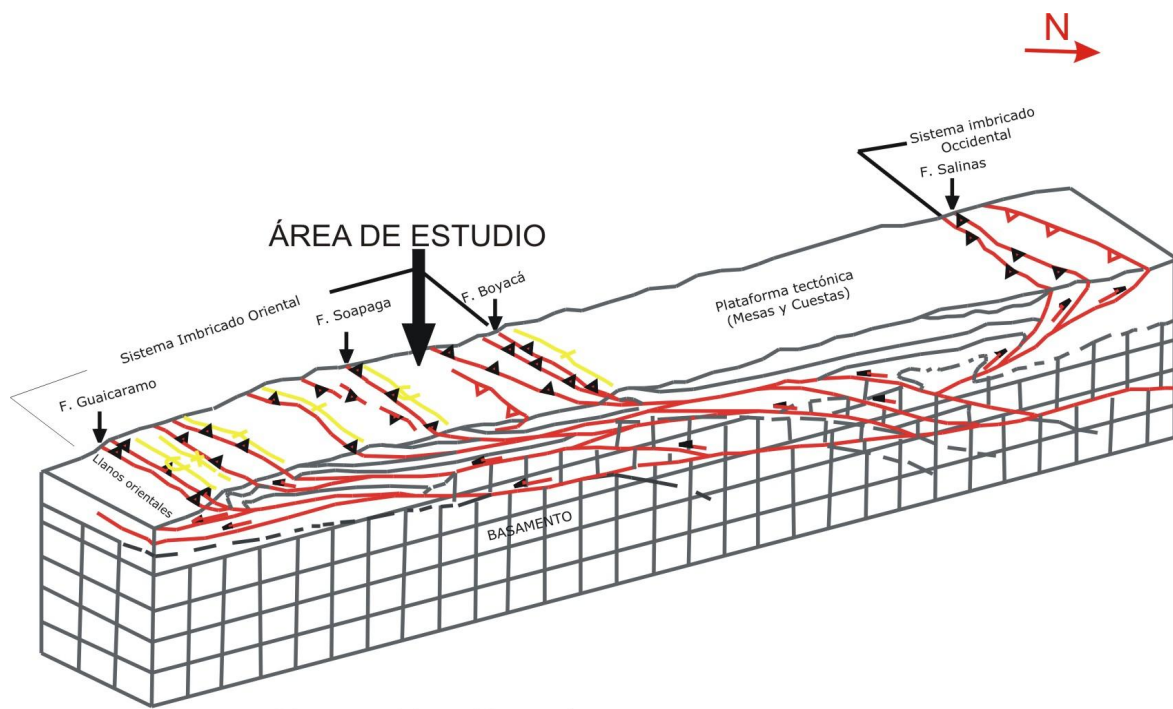 N
Sistema imbricado
Occidental
F. Salinas
ÁREA DE ESTUDIO
Sistema Imbricado Oriental
F. Soapaga
F. Boyacá
Plataforma tectónica
(Mesas y Cuestas)
F. Guaicaramo
Llanos orientales
BASAMENTO